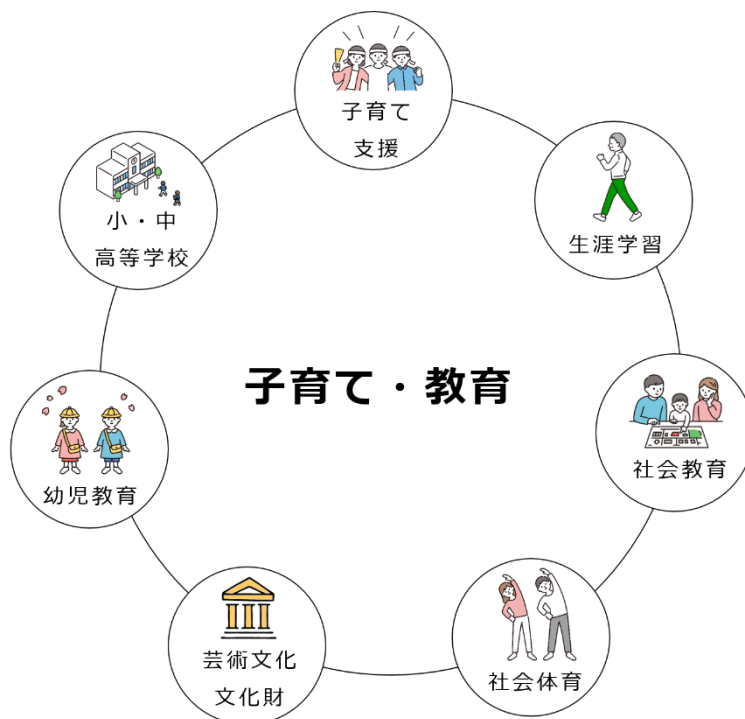 子育て
支援
生涯学習
小・中
高等学校
子育て・教育
社会教育
幼児教育
芸術文化
文化財
社会体育